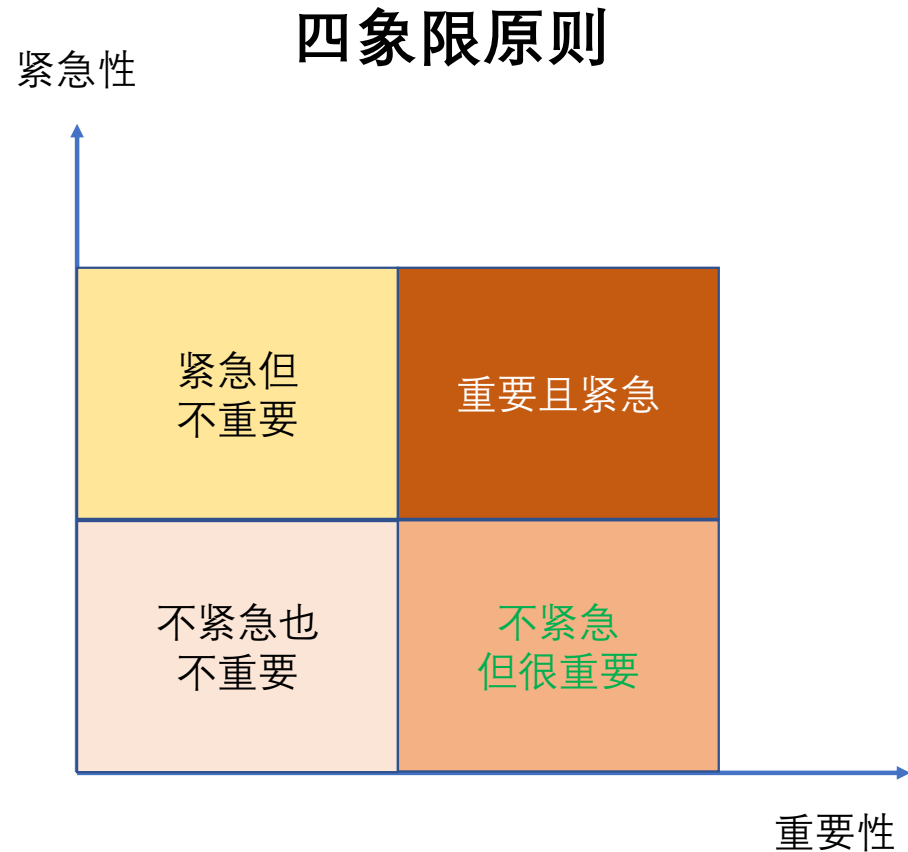 四象限原则
紧急性
紧急但
不重要
重要且紧急
不紧急也
不重要
不紧急
但很重要
重要性